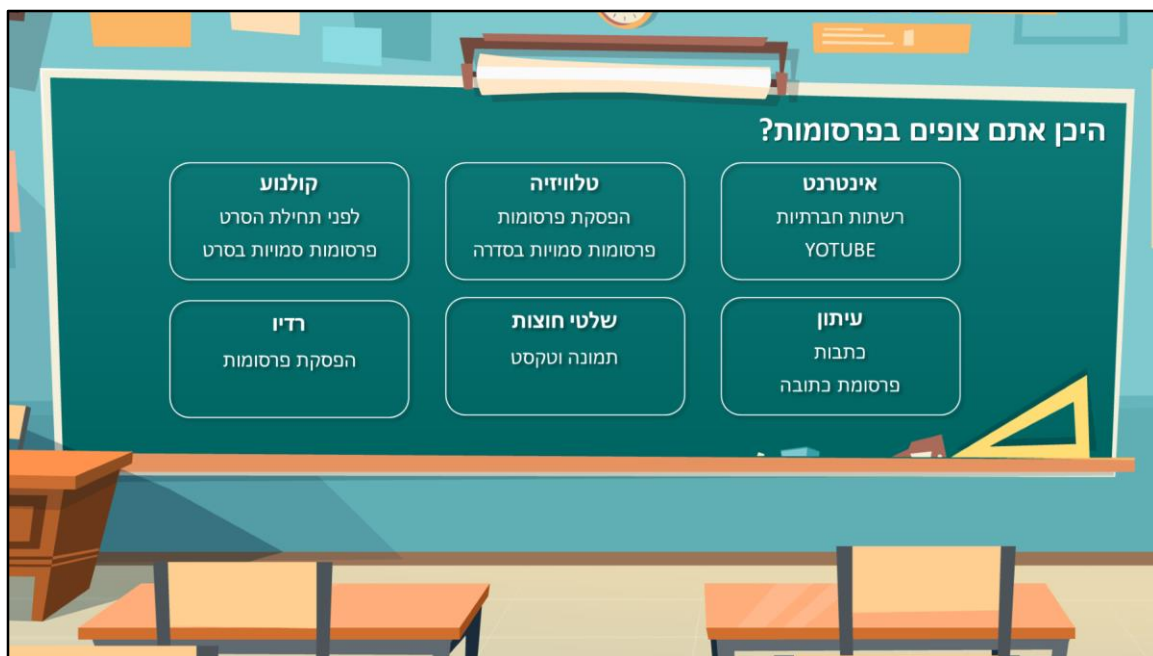 היכן אתם צופים בפרסומות?
אינטרנט
רשתות חברתיות
YOTUBE
טלוויזיה
הפסקת פרסומות
פרסומות סמויות בסדרה
קולנוע
לפני תחילת הסרט
פרסומות סמויות בסרט
עיתון
כתבות
פרסומת כתובה
שלטי חוצות
תמונה וטקסט
רדיו
הפסקת פרסומות